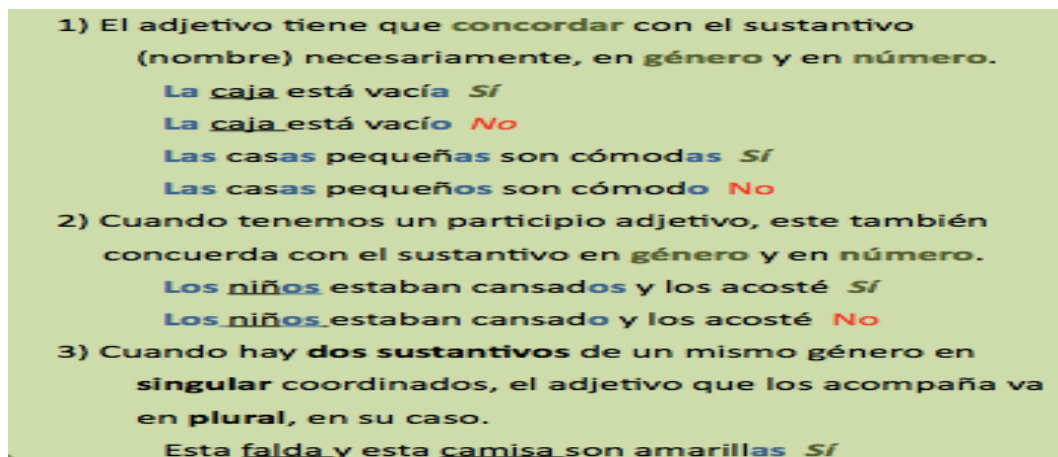 1) El adjetivo tiene que concordar con el sustantivo
(nombre) necesariamente, en género y en número.
La caja está vacía Sí
La caja está vacío No
Las casas pequeñas son cómodas Sí
Las casas pequeños son cómodo No
2) Cuando tenemos un participio adjetivo, este también
concuerda con el sustantivo en género y en número.
Los niños estaban cansados y los acosté Sí
Los niños estaban cansado y los acosté No
3) Cuando hay dos sustantivos de un mismo género en
singular coordinados, el adjetivo que los acompaña va
en plural, en su caso.
Esta falda y esta camisa son amarillas Sí